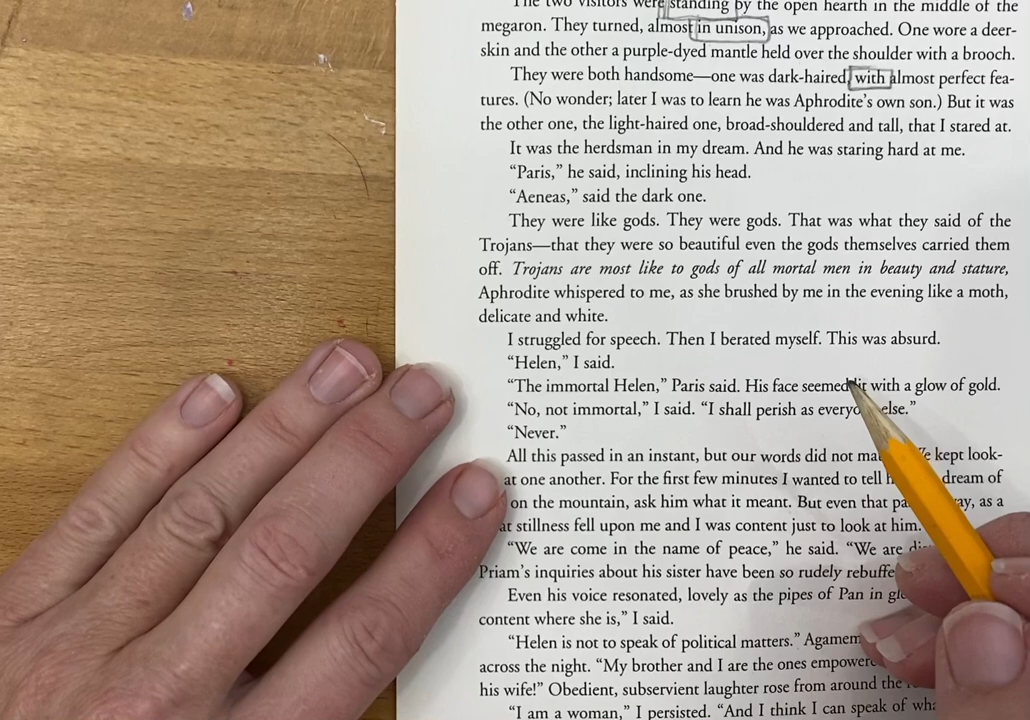 The two visitors were standing by the open hearth in the middle of the
megaron. They turned, almost in unison, as we approached. One wore a deer-
skin and the other a purple-dyed mantle held over the shoulder with a brooch.
They were both handsome—one was dark-haired, with almost perfect fea-
tures. (No wonder; later I was to learn he was Aphrodite's own son.) But it was
the other one, the light-haired one, broad-shouldered and tall, that I stared at.
It was the herdsman in my dream. And he was staring hard at me.
"Paris," he said, inclining his head.
"Aeneas," said the dark one.
They were like gods. They were gods. That was what they said of the
Trojans—that they were so beautiful even the gods themselves carried them
off. Trojans are most like to gods of all mortal men in beauty and stature,
Aphrodite whispered to me, as she brushed by me in the evening like a moth,
delicate and white.
I struggled for speech. Then I berated myself. This was absurd.
"Helen," I said.
"The immortal Helen," Paris said. His face seemed lit with a glow of gold.
"No, not immortal," I said. "I shall perish as else."
"Never."
All this passed in an instant, but our words did not kept look-
at one another. For the first few minutes I wanted to tell dream of
on the mountain, ask him what it meant. But even that as a
stillness fell upon me and I was content just to look at him.
"We are come in the name of peace," he said. "We are
Priam's inquiries about his sister have been so rudely
Even his voice resonated, lovely as the pipes of Pan in
content where she is," I said.
"Helen is not to speak of political matters."
across the night. "My brother and I are the ones
his wife!" Obedient, subservient laughter rose from around the
"I am a woman," I persisted. "And I think I can speak of